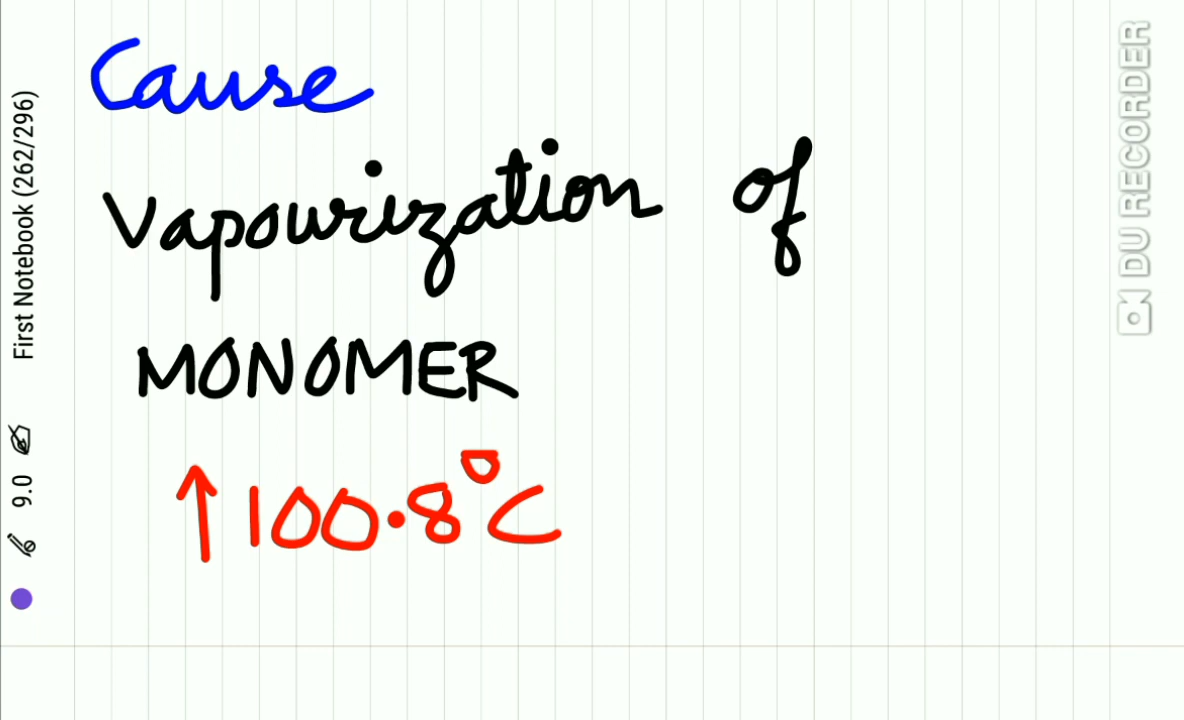 Cause
Vapourization of
MONOMER
↑ 100.8°C
First Notebook (262/296)
9.0
DU RECORDER